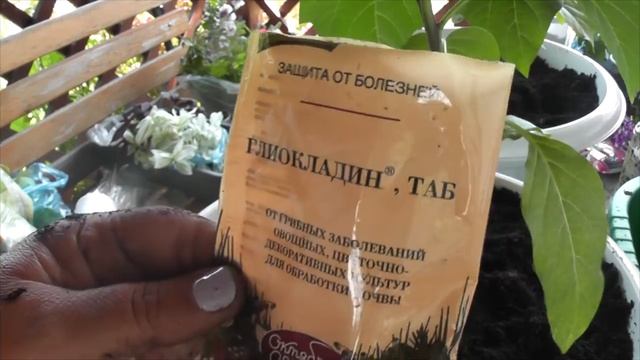 ЗАЩИТА ОТ БОЛЕЗНЕЙ
ГЛИОКЛАДИН®, ТАБ
ОТ ГРИБНЫХ ЗАБОЛЕВАНИЙ
ОВОЩНЫХ, ЦВЕТОЧНО-
ДЕКОРАТИВНЫХ КУЛЬТУР
ДЛЯ ОБРАБОТКИ ПОЧВЫ